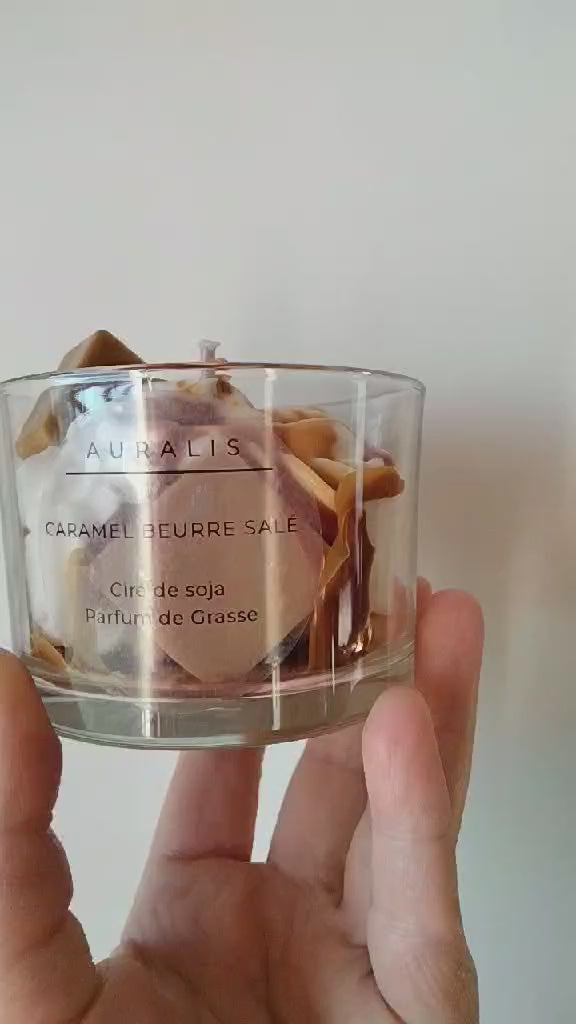 AURALIS
CARAMEL BEURRE SALÉ
Cire de soja
Parfum de Grasse